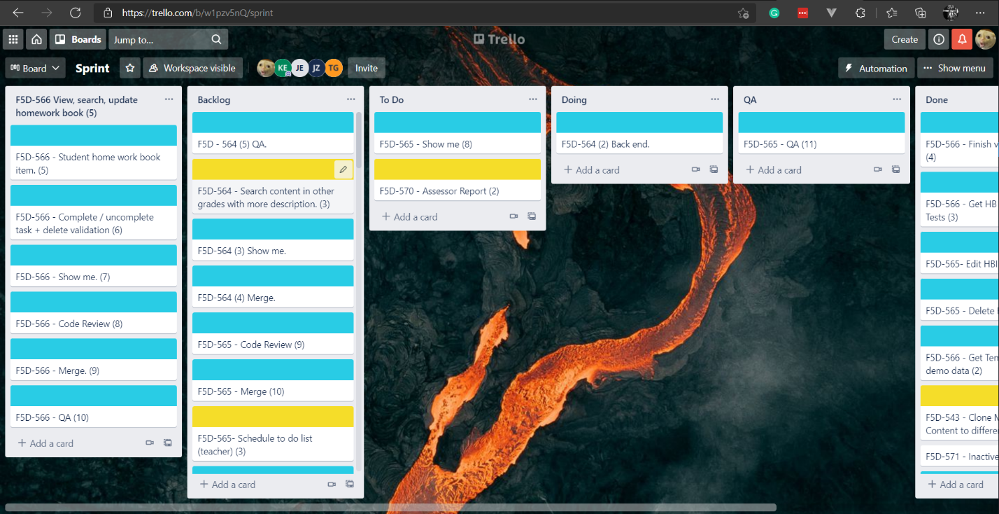 https://trello.com/b/w1pzv5nQ/sprint
Boards
Jump to...
Trello
Create
Board
Sprint
Workspace visible
KE
JE
JZ
TG
Invite
Automation
Show menu
F5D-566 View, search, update
homework book (5)
F5D-566 - Student home work book
item. (5)
F5D-566 - Complete / uncomplete
task + delete validation (6)
F5D-566 - Show me. (7)
F5D-566 - Code Review (8)
F5D-566 - Merge. (9)
F5D-566 - QA (10)
+ Add a card
Backlog
F5D - 564 (5) QA.
F5D-564 - Search content in other
grades with more description. (3)
F5D-564 (3) Show me.
F5D-564 (4) Merge.
F5D-565 - Code Review (9)
F5D-565 - Merge (10)
F5D-565- Schedule to do list
(teacher) (3)
+ Add a card
To Do
F5D-565 - Show me (8)
F5D-570 - Assessor Report (2)
+ Add a card
Doing
F5D-564 (2) Back end.
+ Add a card
QA
F5D-565 - QA (11)
+ Add a card
Done
F5D-566 - Finish
(4)
F5D-566 - Get HB
Tests (3)
F5D-565- Edit HBI
F5D-565 - Delete
F5D-566 - Get
demo data (2)
F5D-543 - Clone
Content to
F5D-571 - Inactive
+ Add a card